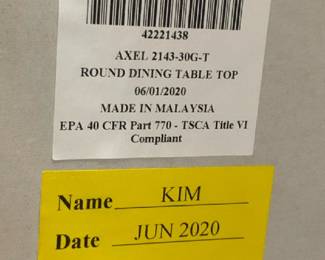 42221438
AXEL 2143-30G-T
ROUND DINING TABLE TOP
06/01/2020
MADE IN MALAYSIA
EPA 40 CFR Part 770 - TSCA Title VI
Compliant
Name KIM
Date JUN 2020